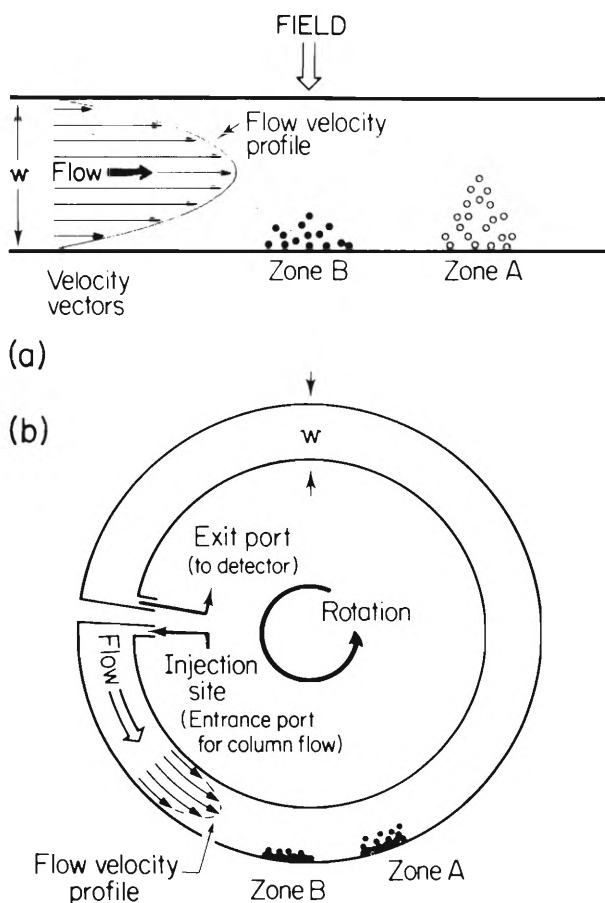 FIELD
Flow velocity
profile
w
Flow
Zone B
Zone A
Velocity
vectors
(a)
(b)
w
Exit port
(to detector)
Rotation
Injection site
(Entrance port
for column flow)
Flow
Flow velocity
profile
Zone B
Zone A